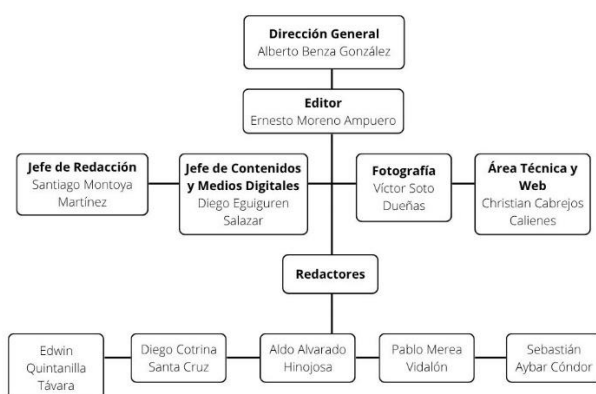 Dirección General
Alberto Benza González
Editor
Ernesto Moreno Ampuero
Jefe de Redacción
Santiago Montoya
Martínez
Jefe de Contenidos
y Medios Digitales
Diego Eguiguren
Salazar
Fotografía
Víctor Soto
Dueñas
Área Técnica y
Web
Christian Cabrejos
Calienes
Redactores
Edwin
Quintanilla
Távara
Diego Cotrina
Santa Cruz
Aldo Alvarado
Hinojosa
Pablo Merea
Vidalón
Sebastián
Aybar Cóndor